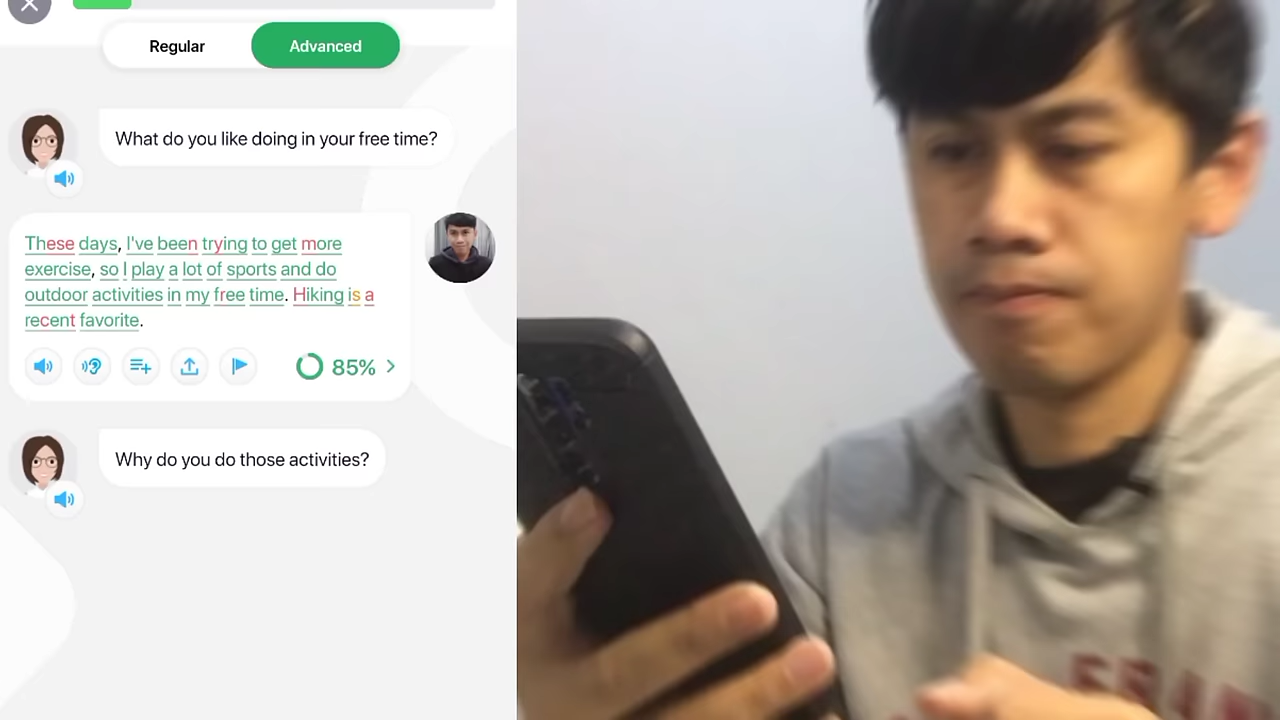 Regular
Advanced
What do you like doing in your free time?
These days, I've been trying to get more
exercise, so I play a lot of sports and do
outdoor activities in my free time. Hiking is a
recent favorite.
85%
Why do you do those activities?